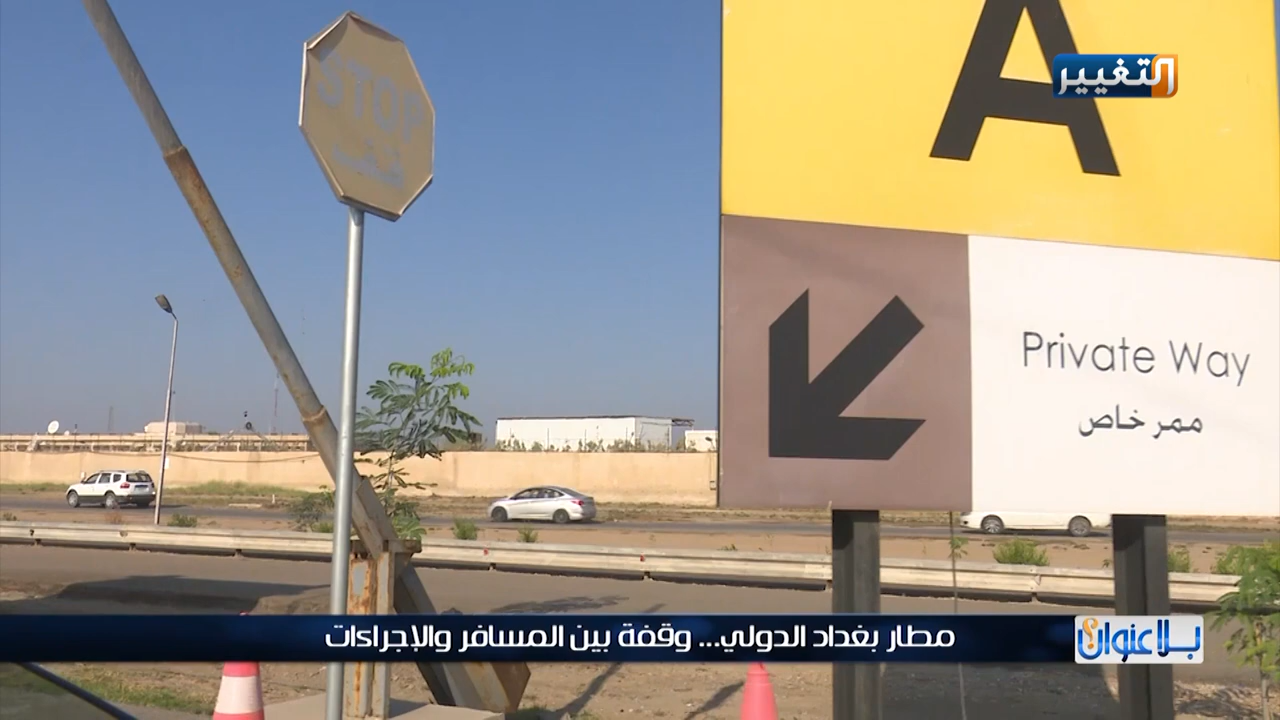 STOP
A
التغيير
Private Way
ممر خاص
مطار بغداد الدولي... وقفة بين المسافر والإجراءات
بلا عنوان